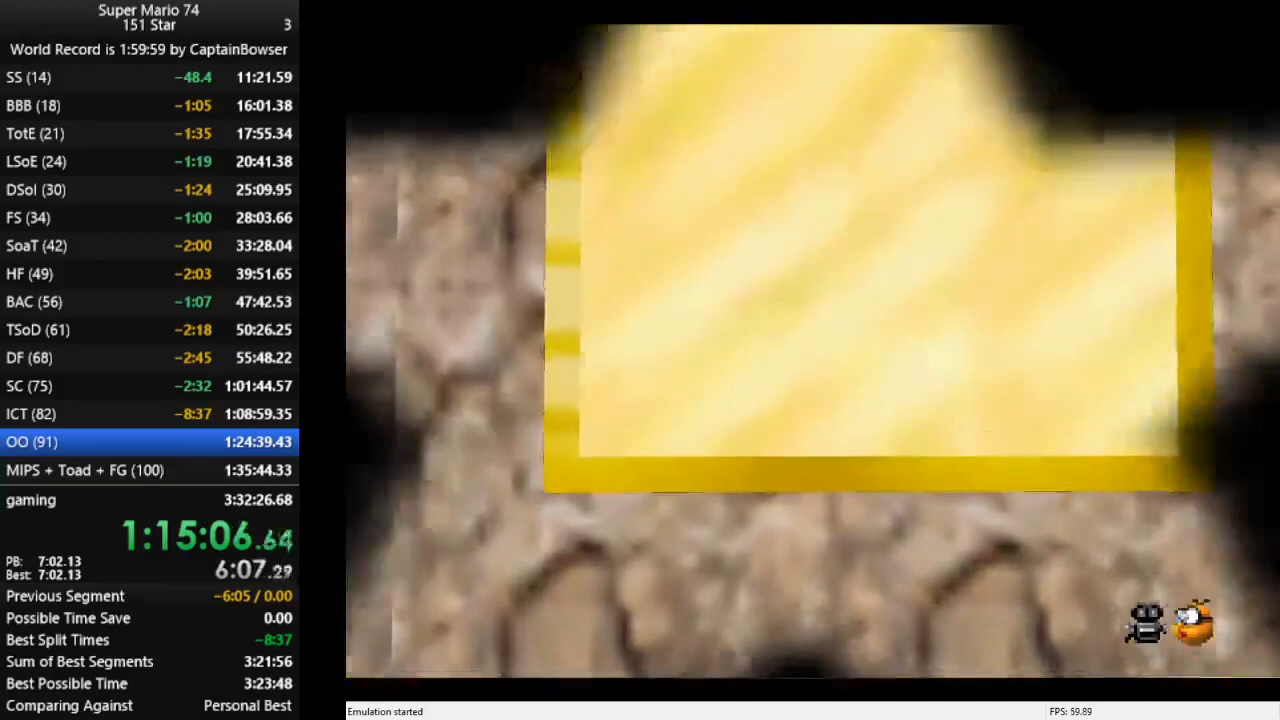 Super Mario 74
151 Star
3
World Record is 1:59:59 by CaptainBowser
SS (14) −48.4 11:21.59
BBB (18) −1:05 16:01.38
TotE (21) −1:35 17:55.34
LSoE (24) −1:19 20:41.38
DSol (30) −1:24 25:09.95
FS (34) −1:00 28:03.66
SoaT (42) −2:00 33:28.04
HF (49) −2:03 39:51.65
BAC (56) −1:07 47:42.53
TSoD (61) −2:18 50:26.25
DF (68) −2:45 55:48.22
SC (75) −2:32 1:01:44.57
ICT (82) −8:37 1:08:59.35
OO (91) 1:24:39.43
MIPS + Toad + FG (100) 1:35:44.33
gaming 3:32:26.68
1:15:06.64
PB: 7:02.13
Best: 7:02.13
6:07.29
Previous Segment −6:05 / 0.00
Possible Time Save 0.00
Best Split Times −8:37
Sum of Best Segments 3:21:56
Best Possible Time 3:23:48
Comparing Against Personal Best
Emulation started FPS: 59.89